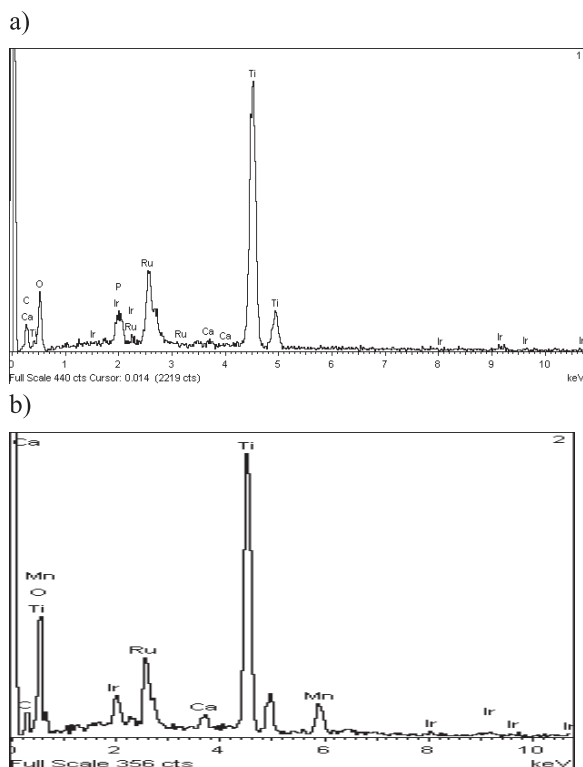 a)
1
Ti
C O P Ru
Ca Ti Ir Ir Ir Ru Ru Ca Ca Ti Ir Ir Ir Ir
0 1 2 3 4 5 6 7 8 9 10
Full Scale 440 cts Cursor: 0.014 (2219 cts) keV
b)
Ca Ti 2
Mn
O
Ti
Ru
C Ir Ca Mn Ir Ir Ir Ir
0 2 4 6 8 10
Full Scale 356 cts keV